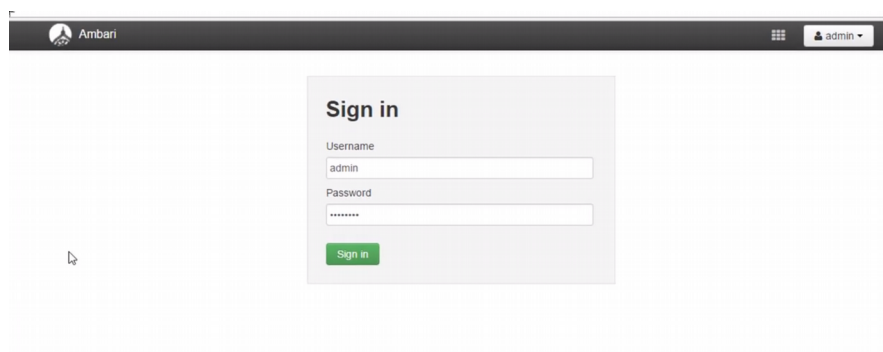 Ambari
admin
Sign in
Username
admin
Password
••••••••
Sign in